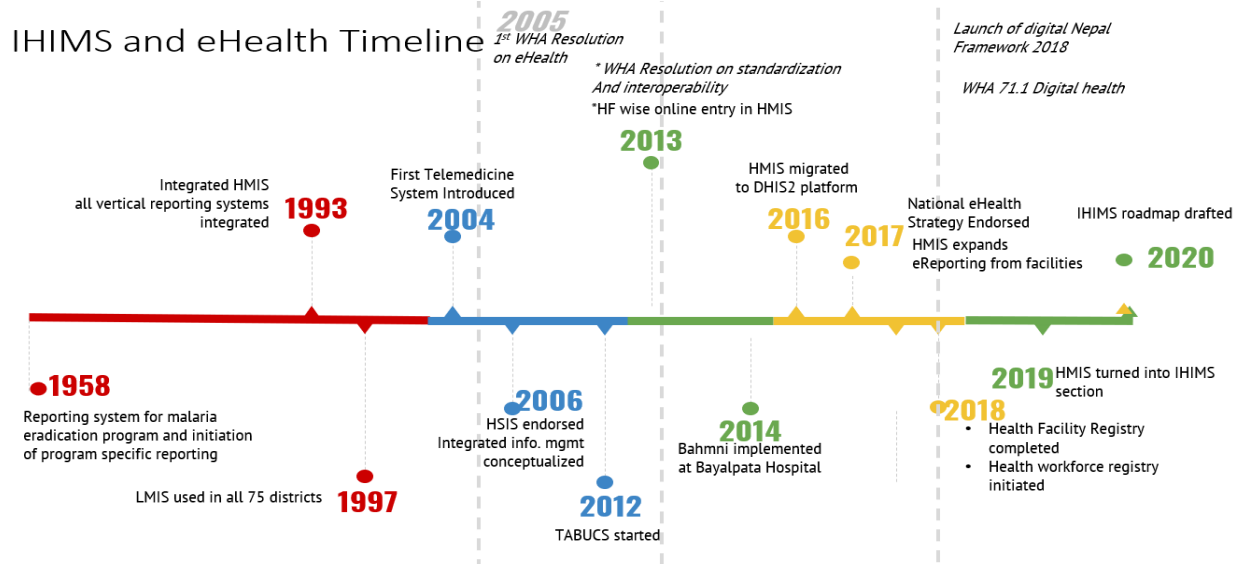 IHIMS and eHealth Timeline
2005
1st WHA Resolution
on eHealth
* WHA Resolution on standardization
And interoperability
*HF wise online entry in HMIS
2013
Launch of digital Nepal
Framework 2018
WHA 71.1 Digital health
Integrated HMIS
all vertical reporting systems
integrated
1993
First Telemedicine
System Introduced
2004
HMIS migrated
to DHIS2 platform
2016
2017
National eHealth
Strategy Endorsed
HMIS expands
eReporting from facilities
IHIMS roadmap drafted
2020
1958
Reporting system for malaria
eradication program and initiation
of program specific reporting
LMIS used in all 75 districts
1997
2006
HSIS endorsed
Integrated info. mgmt
conceptualized
2012
TABUCS started
2014
Bahmni implemented
at Bayalpata Hospital
2019
HMIS turned into IHIMS
section
2018
• Health Facility Registry
completed
• Health workforce registry
initiated